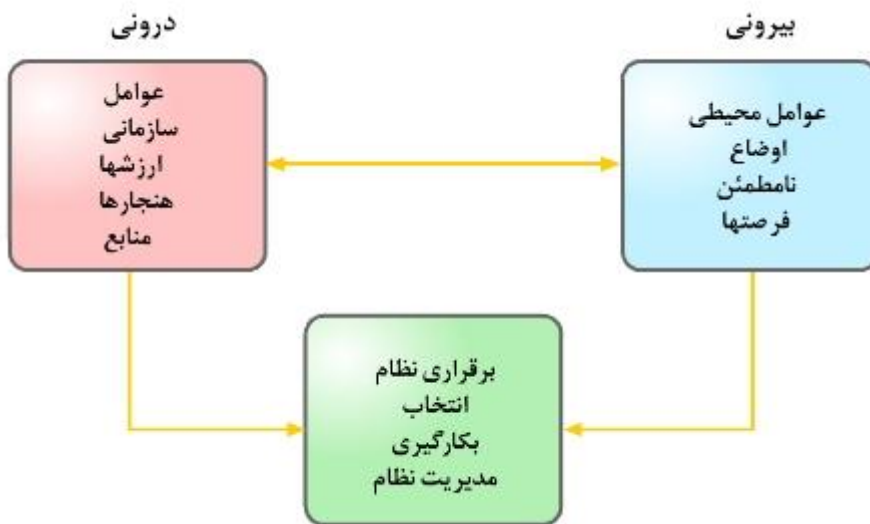 بیرونی
عوامل محیطی
اوضاع
نامطمئن
فرصتها
درونی
عوامل
سازمانی
ارزشها
هنجارها
منابع
برقراری نظام
انتخاب
بکارگیری
مدیریت نظام